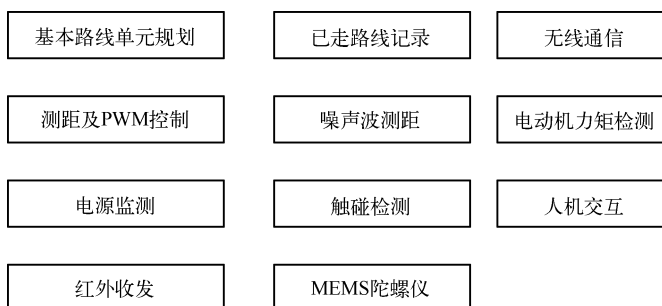 基本路线单元规划
已走路线记录
无线通信
测距及PWM控制
噪声波测距
电动机力矩检测
电源监测
触碰检测
人机交互
红外收发
MEMS陀螺仪